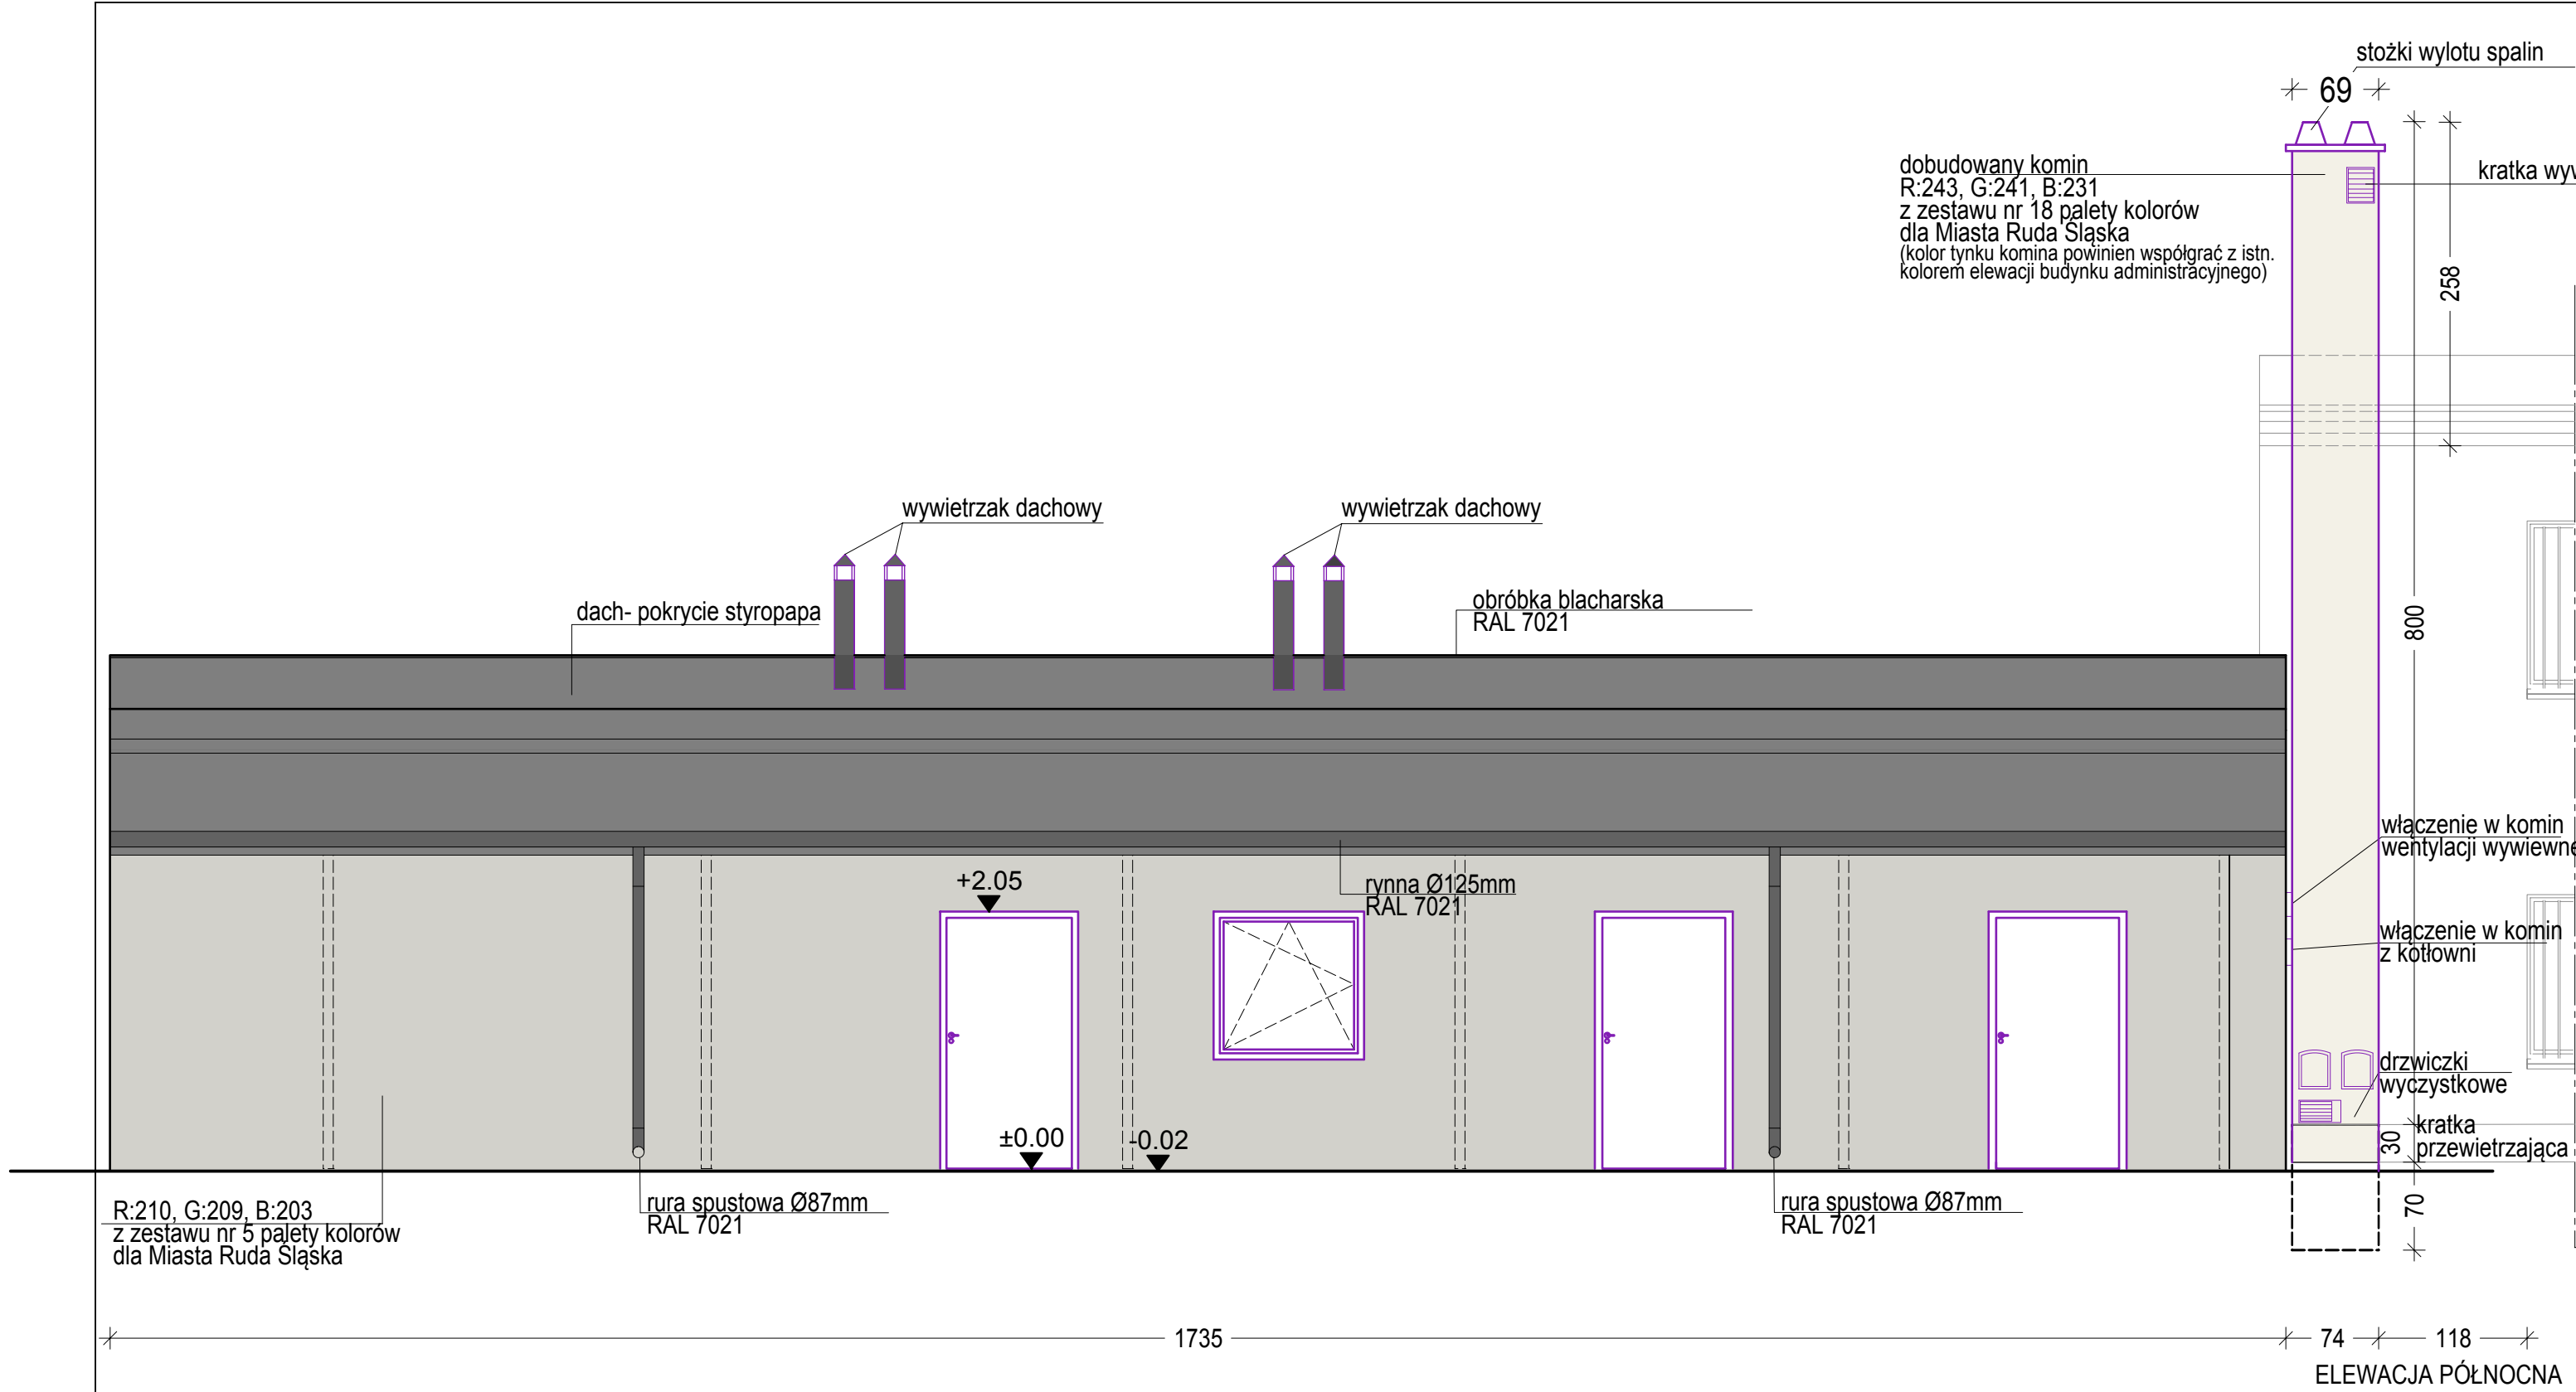 stożki wylotu spalin
69
dobudowany komin
R:243, G:241, B:231
z zestawu nr 18 palety kolorów
dla Miasta Ruda Śląska
(kolor tynku komina powinien współgrać z istn.
kolorem elewacji budynku administracyjnego)
kratka wyw
258
wywietrzak dachowy
wywietrzak dachowy
dach- pokrycie styropapa
obróbka blacharska
RAL 7021
800
włączenie w komin
wentylacji wywiewne
+2.05
rynna Ø125mm
RAL 7021
włączenie w komin
z kotłowni
drzwiczki
wyczystkowe
±0.00
-0.02
30
kratka
przewietrzająca
R:210, G:209, B:203
z zestawu nr 5 palety kolorów
dla Miasta Ruda Śląska
rura spustowa Ø87mm
RAL 7021
rura spustowa Ø87mm
RAL 7021
70
1735
74
118
ELEWACJA PÓŁNOCNA